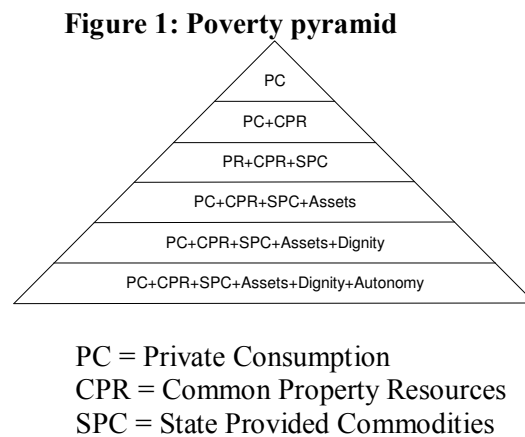 Figure 1: Poverty pyramid
PC
PC+CPR
PR+CPR+SPC
PC+CPR+SPC+Assets
PC+CPR+SPC+Assets+Dignity
PC+CPR+SPC+Assets+Dignity+Autonomy
PC = Private Consumption
CPR = Common Property Resources
SPC = State Provided Commodities